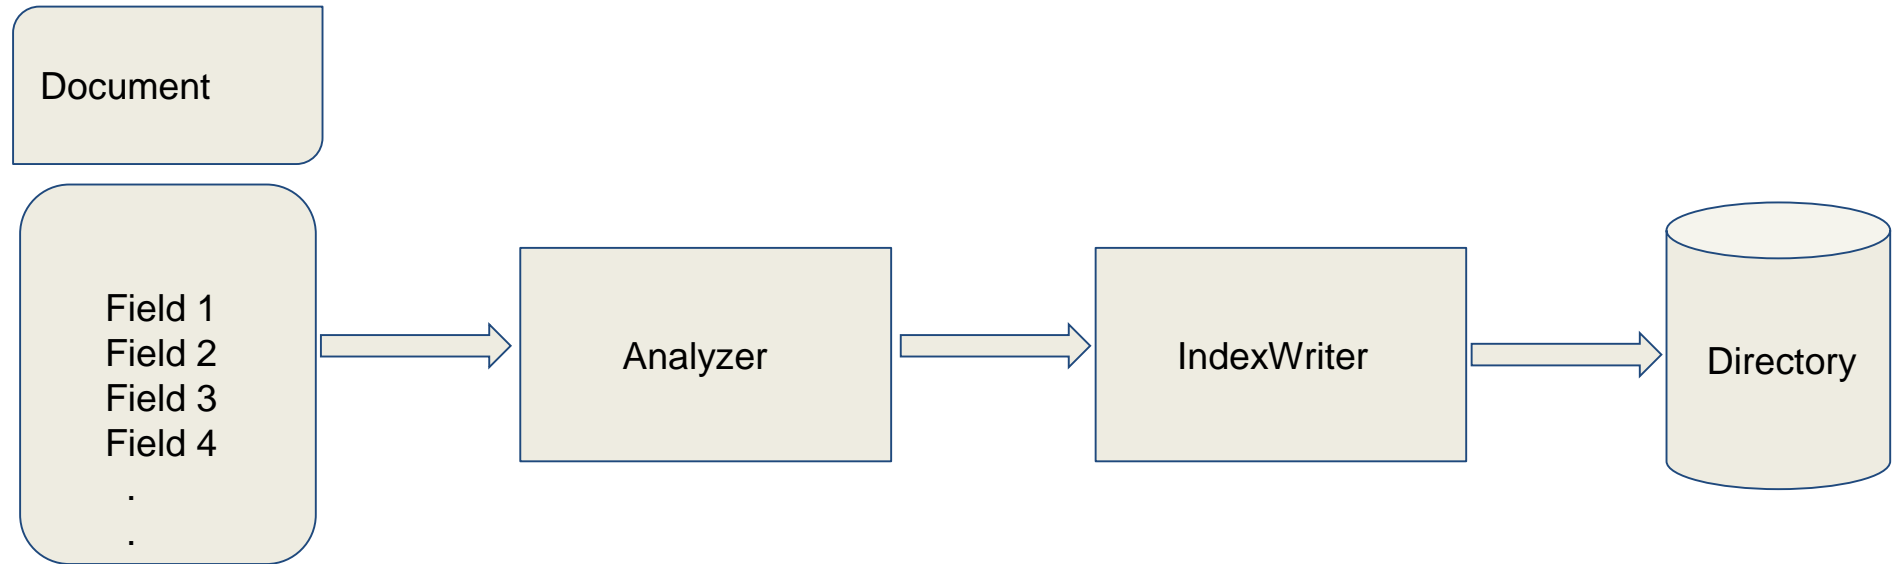 Document
Field 1
Field 2
Field 3
Field 4
.
.
Analyzer
IndexWriter
Directory